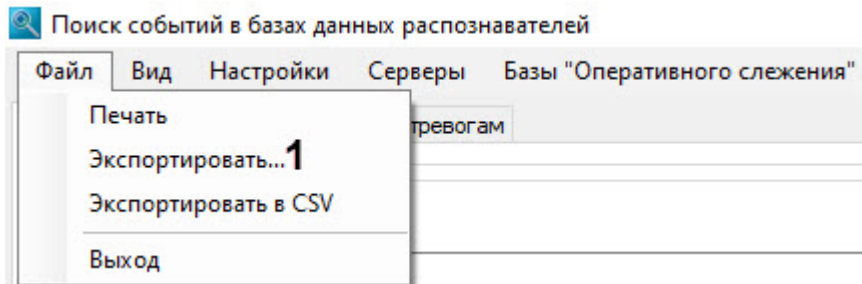 Поиск событий в базах данных распознавателей
Файл Вид Настройки Серверы Базы "Оперативного слежения"
Печать
тревогам
Экспортировать...1
Экспортировать в CSV
Выход